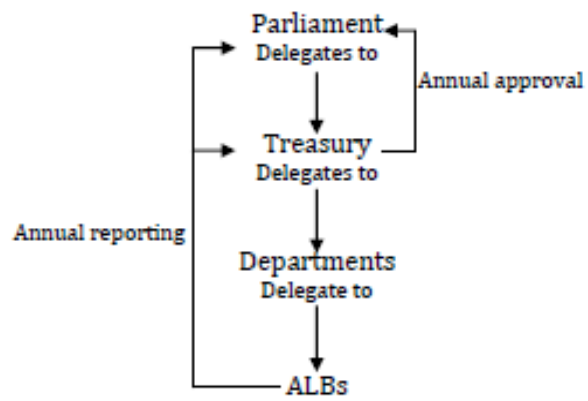 Parliament
Delegates to
Annual approval
Treasury
Delegates to
Annual reporting
Departments
Delegate to
ALBs